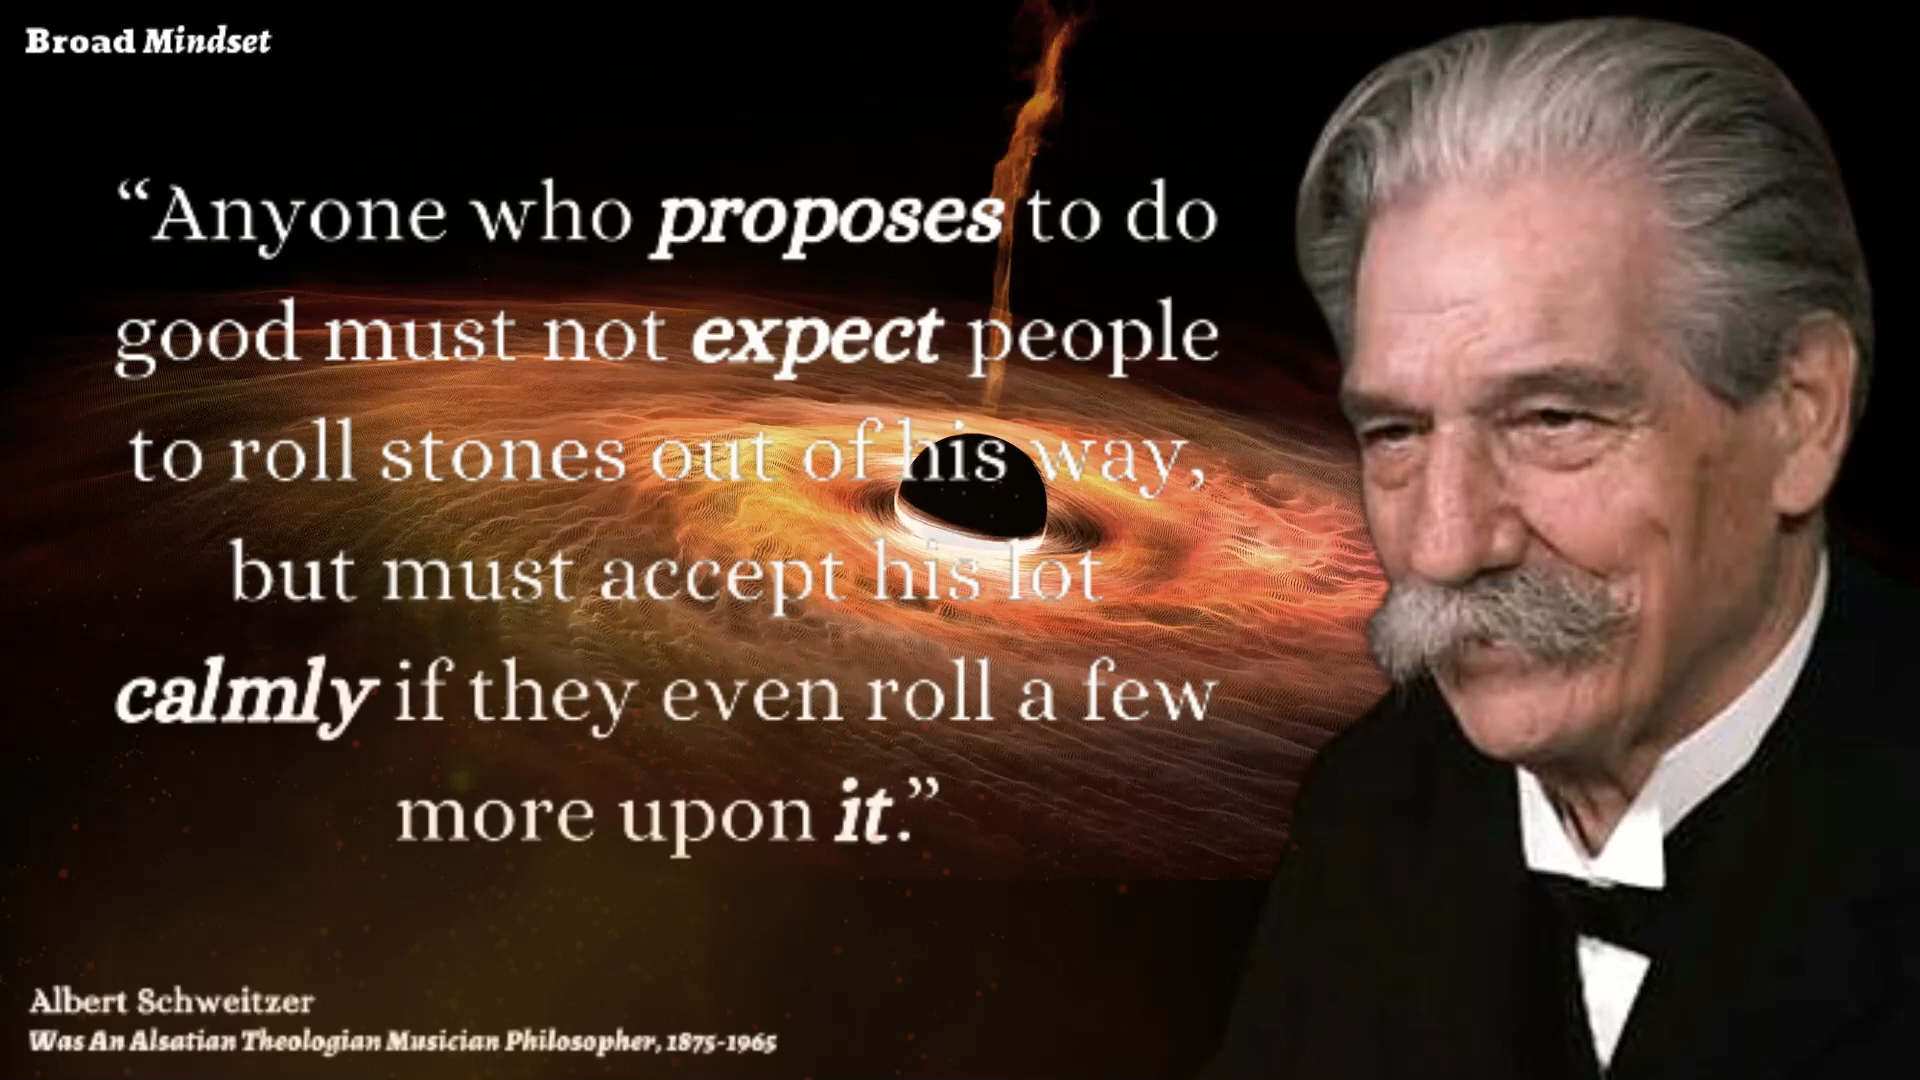 Broad Mindset
“Anyone who proposes to do
good must not expect people
to roll stones out of his way,
but must accept his lot
calmly if they even roll a few
more upon it.”
Albert Schweitzer
Was An Alsatian Theologian Musician Philosopher, 1875-1965